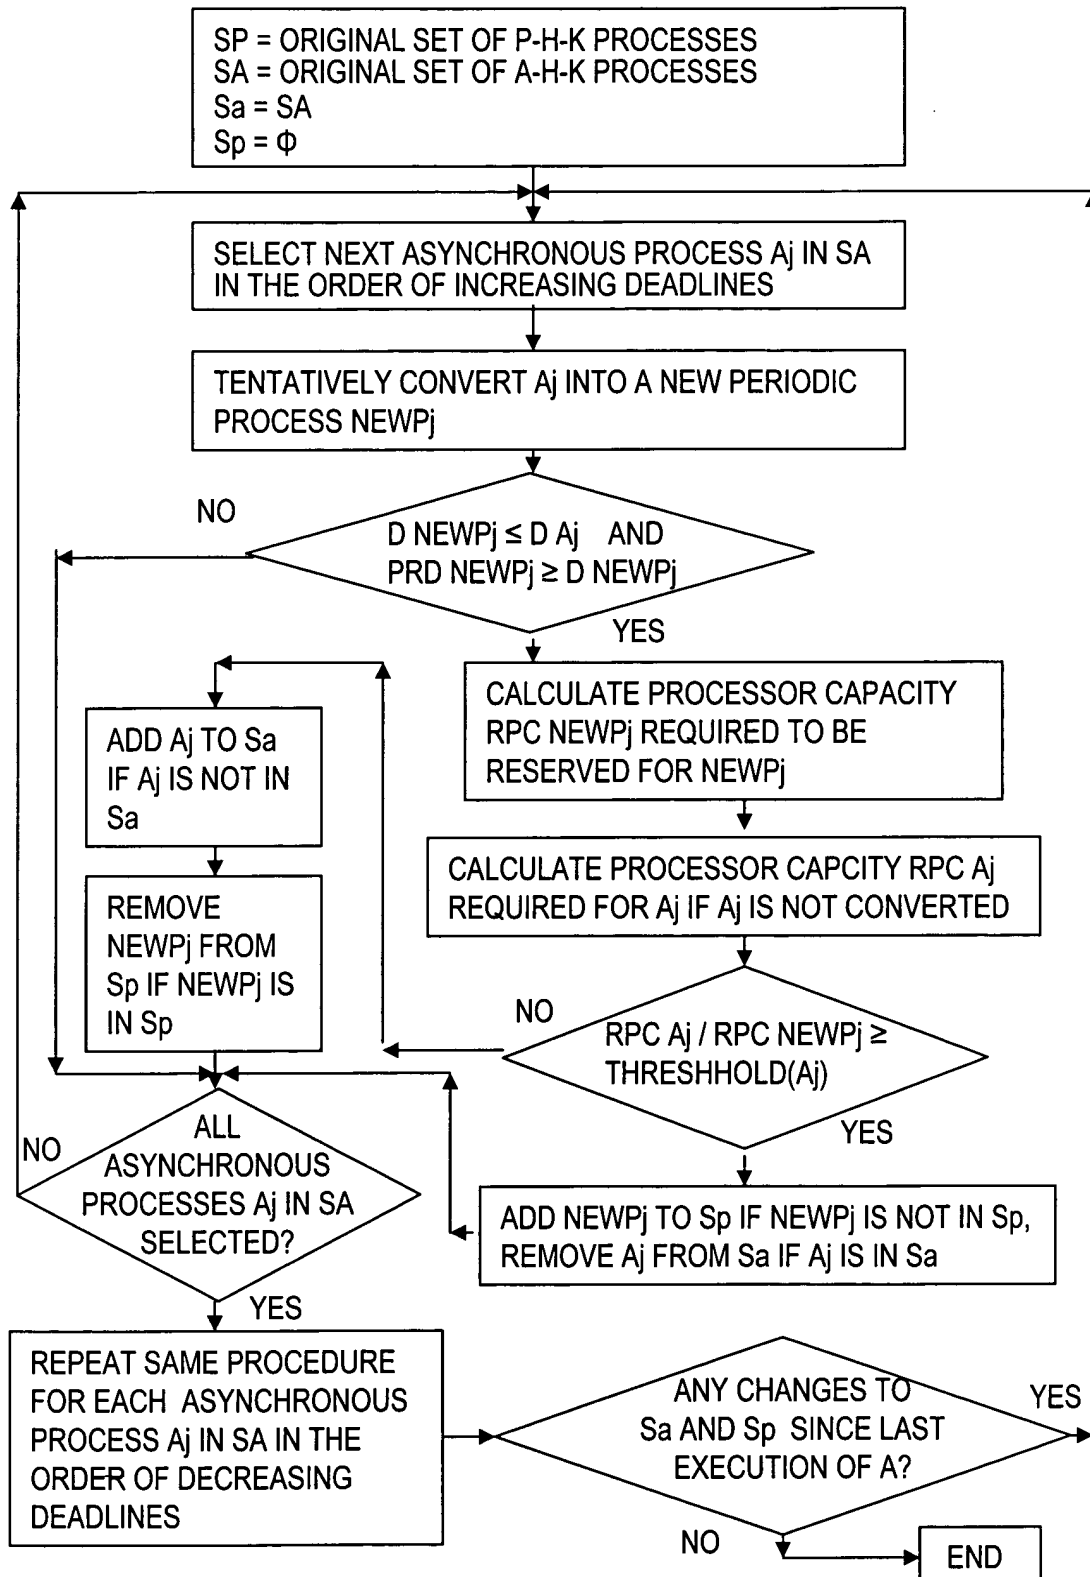 SP = ORIGINAL SET OF P-H-K PROCESSES
SA = ORIGINAL SET OF A-H-K PROCESSES
Sa = SA
Sp = Φ
SELECT NEXT ASYNCHRONOUS PROCESS Aj IN SA
IN THE ORDER OF INCREASING DEADLINES
TENTATIVELY CONVERT Aj INTO A NEW PERIODIC
PROCESS NEWPj
NO
D NEWPj ≤ D Aj AND
PRD NEWPj ≥ D NEWPj
YES
CALCULATE PROCESSOR CAPACITY
RPC NEWPj REQUIRED TO BE
RESERVED FOR NEWPj
ADD Aj TO Sa
IF Aj IS NOT IN
Sa
CALCULATE PROCESSOR CAPCITY RPC Aj
REQUIRED FOR Aj IF Aj IS NOT CONVERTED
REMOVE
NEWPj FROM
Sp IF NEWPj IS
IN Sp
NO
RPC Aj / RPC NEWPj ≥
THRESHHOLD(Aj)
YES
NO
ALL
ASYNCHRONOUS
PROCESSES Aj IN SA
SELECTED?
ADD NEWPj TO Sp IF NEWPj IS NOT IN Sp,
REMOVE Aj FROM Sa IF Aj IS IN Sa
YES
REPEAT SAME PROCEDURE
FOR EACH ASYNCHRONOUS
PROCESS Aj IN SA IN THE
ORDER OF DECREASING
DEADLINES
ANY CHANGES TO
Sa AND Sp SINCE LAST
EXECUTION OF A?
YES
NO
END